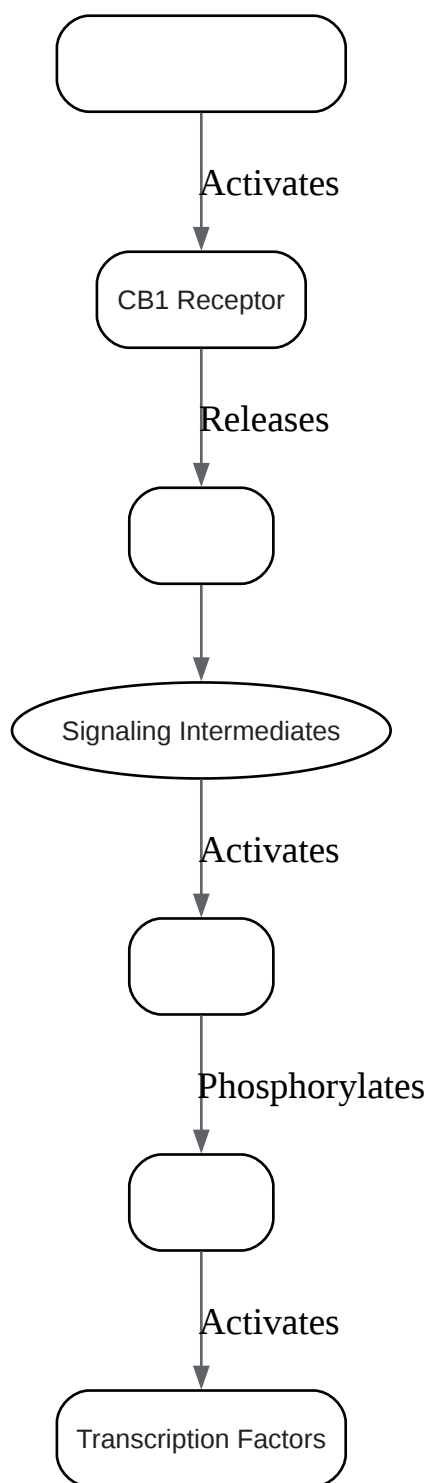 Activates
CB1 Receptor
Releases
Signaling Intermediates
Activates
Phosphorylates
Activates
Transcription Factors